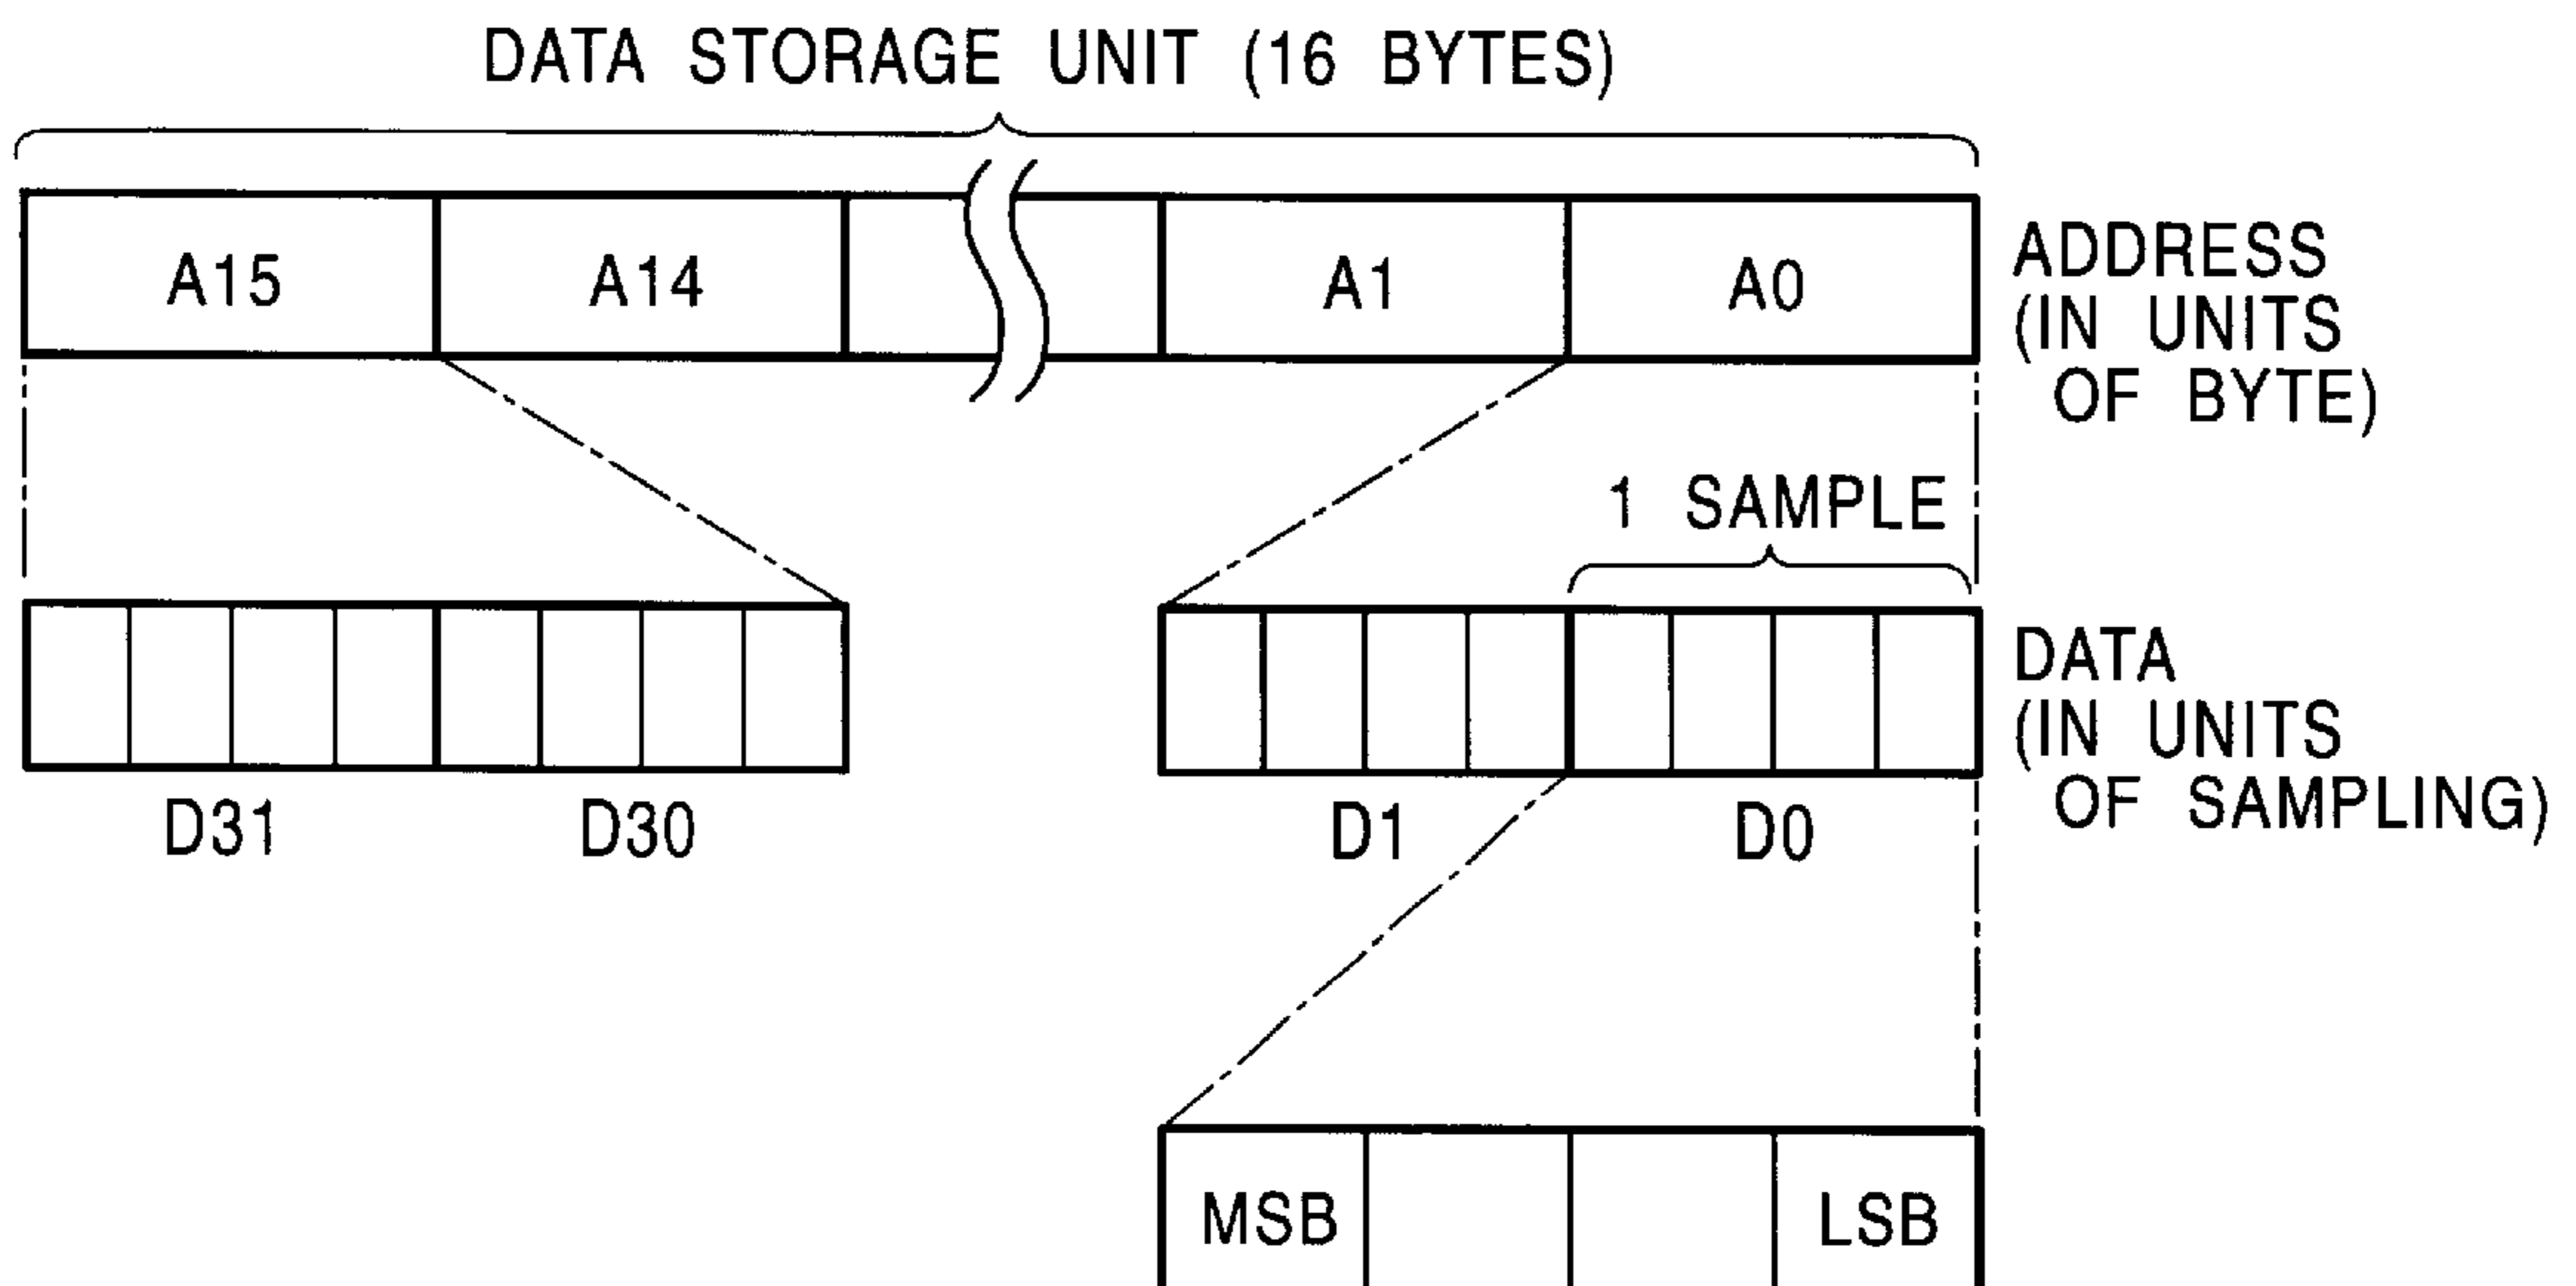 DATA STORAGE UNIT (16 BYTES)
A15 A14 A1 A0
ADDRESS
(IN UNITS
OF BYTE)
1 SAMPLE
DATA
(IN UNITS
OF SAMPLING)
D31 D30 D1 D0
MSB LSB